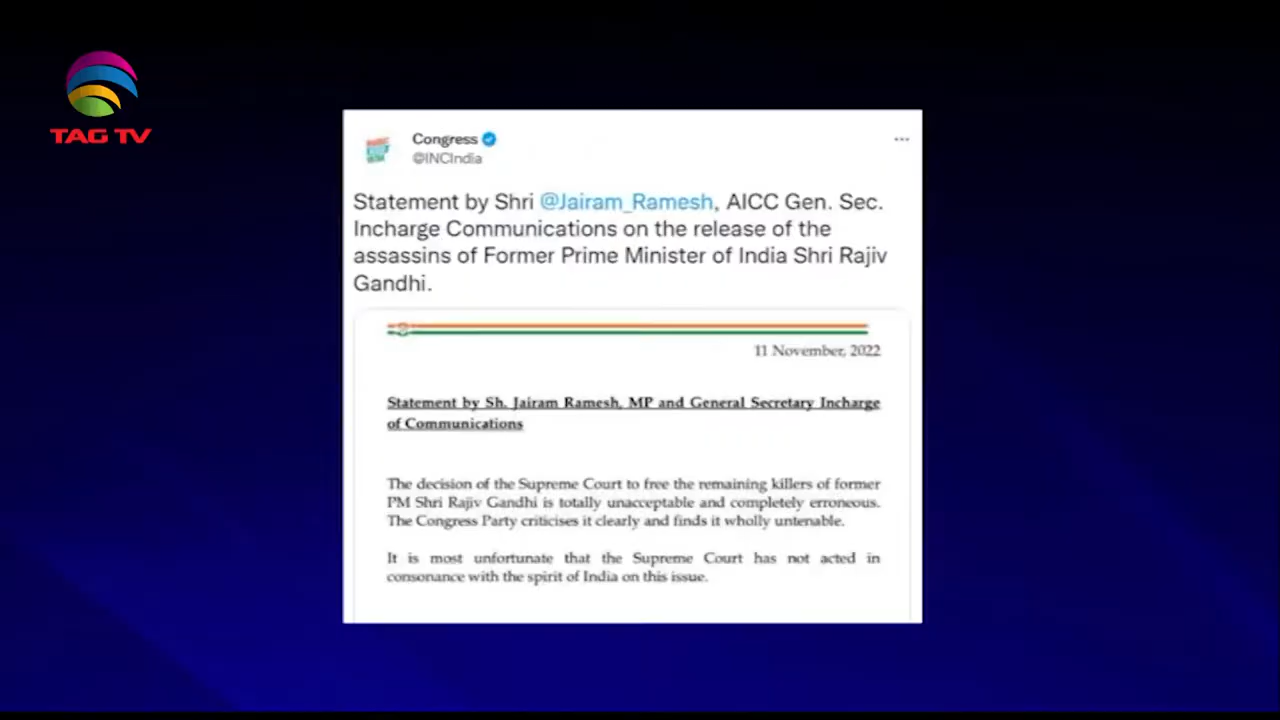 TAG TV
Congress
@INCIndia
Statement by Shri @Jairam_Ramesh, AICC Gen. Sec.
Incharge Communications on the release of the
assassins of Former Prime Minister of India Shri Rajiv
Gandhi.
11 November, 2022
Statement by Sh. Jairam Ramesh, MP and General Secretary Incharge
of Communications
The decision of the Supreme Court to free the remaining killers of former
PM Shri Rajiv Gandhi is totally unacceptable and completely erroneous.
The Congress Party criticises it clearly and finds it wholly untenable.
It is most unfortunate that the Supreme Court has not acted in
consonance with the spirit of India on this issue.